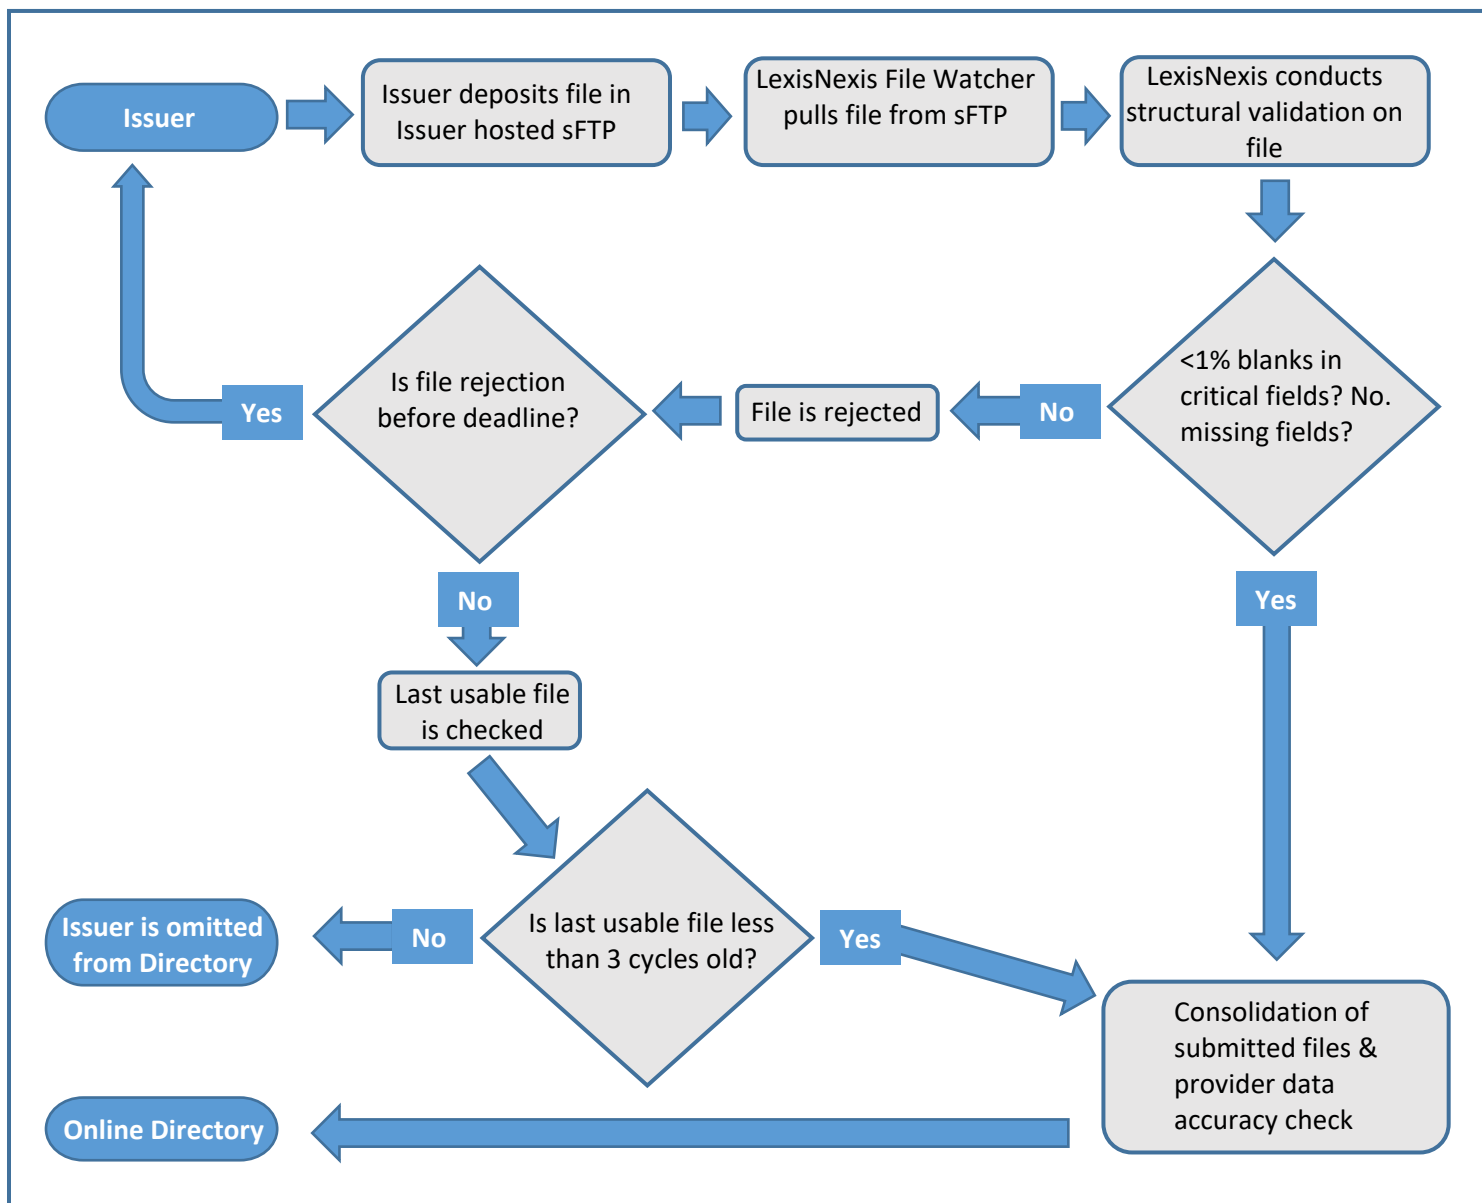 Issuer
Issuer deposits file in
Issuer hosted sFTP
LexisNexis File Watcher
pulls file from sFTP
LexisNexis conducts
structural validation on
file
<1% blanks in
critical fields? No.
missing fields?
No
File is rejected
Is file rejection
before deadline?
Yes
No
Yes
Last usable file
is checked
Is last usable file less
than 3 cycles old?
No
Yes
Issuer is omitted
from Directory
Consolidation of
submitted files &
provider data
accuracy check
Online Directory